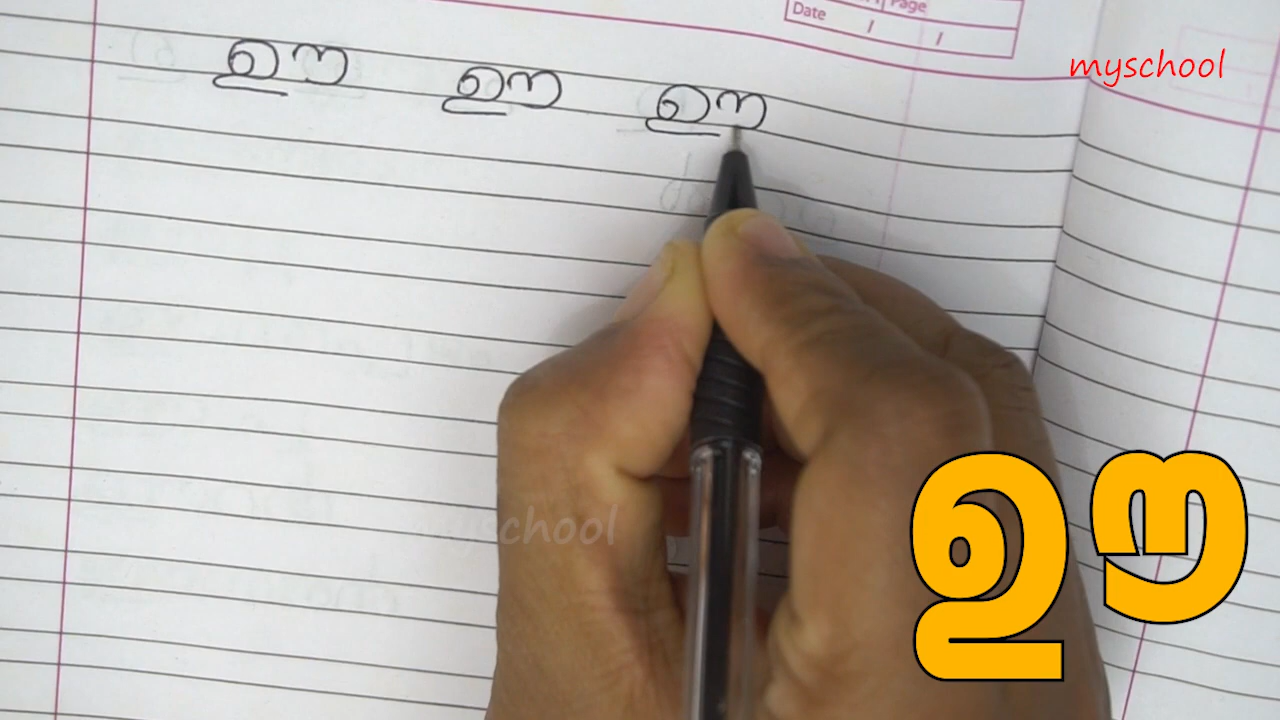 Page
Date / /
myschool
ഊ ഊ ഊ
myschool
ഊ